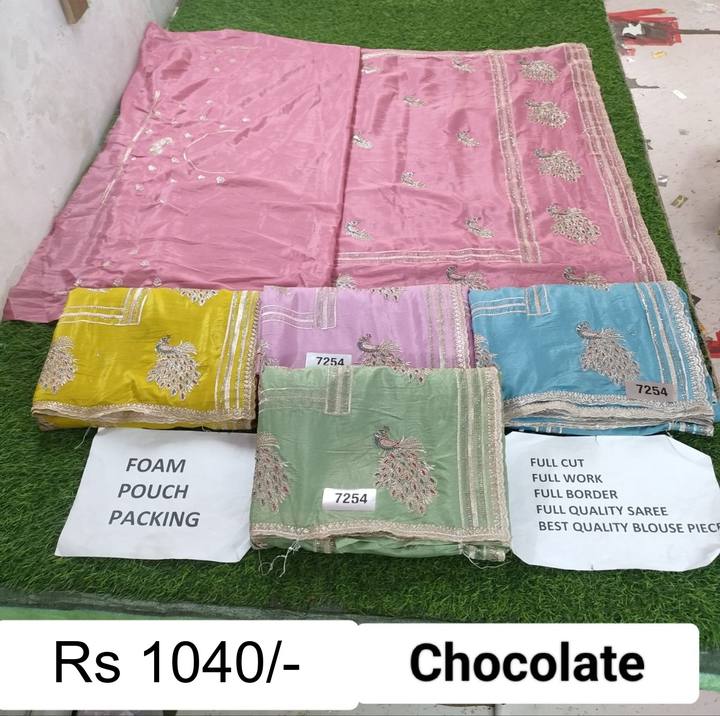 7254
7254
7254
FOAM
POUCH
PACKING
FULL CUT
FULL WORK
FULL BORDER
FULL QUALITY SAREE
BEST QUALITY BLOUSE PIEC
Rs 1040/-
Chocolate